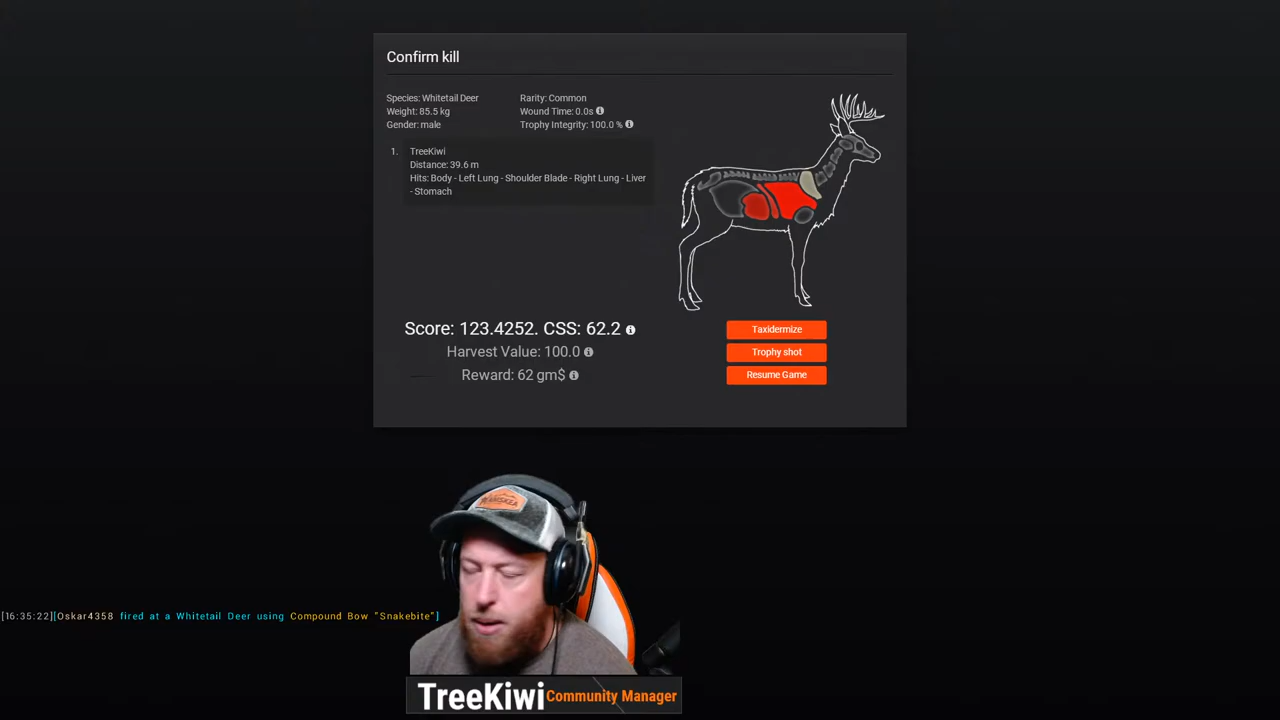 Confirm kill
Species: Whitetail Deer
Weight: 85.5 kg
Gender: male
Rarity: Common
Wound Time: 0.0s
Trophy Integrity: 100.0 %
1. TreeKiwi
Distance: 39.6 m
Hits: Body - Left Lung - Shoulder Blade - Right Lung - Liver
- Stomach
Score: 123.4252. CSS: 62.2
Harvest Value: 100.0
Reward: 62 gm$
Taxidermize
Trophy shot
Resume Game
[16:35:22][Oskar4358 fired at a Whitetail Deer using Compound Bow "Snakebite"]
TreeKiwi Community Manager